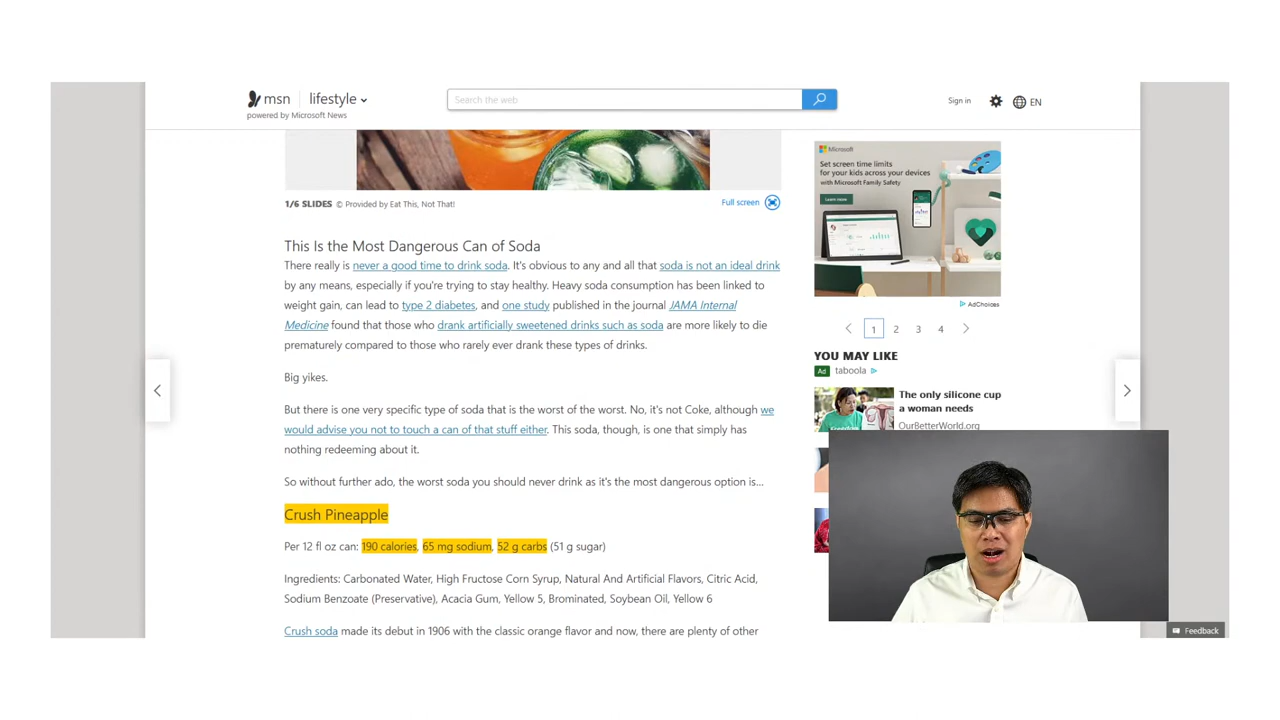 msn
lifestyle
powered by Microsoft News
Search the web
Sign in
EN
1/6 SLIDES © Provided by Eat This, Not That!
Full screen
This Is the Most Dangerous Can of Soda
There really is never a good time to drink soda. It's obvious to any and all that soda is not an ideal drink
by any means, especially if you're trying to stay healthy. Heavy soda consumption has been linked to
weight gain, can lead to type 2 diabetes, and one study published in the journal JAMA Internal
Medicine found that those who drank artificially sweetened drinks such as soda are more likely to die
prematurely compared to those who rarely ever drank these types of drinks.
Big yikes.
But there is one very specific type of soda that is the worst of the worst. No, it's not Coke, although we
would advise you not to touch a can of that stuff either. This soda, though, is one that simply has
nothing redeeming about it.
So without further ado, the worst soda you should never drink as it's the most dangerous option is...
Crush Pineapple
Per 12 fl oz can: 190 calories, 65 mg sodium, 52 g carbs (51 g sugar)
Ingredients: Carbonated Water, High Fructose Corn Syrup, Natural And Artificial Flavors, Citric Acid,
Sodium Benzoate (Preservative), Acacia Gum, Yellow 5, Brominated, Soybean Oil, Yellow 6
Crush soda made its debut in 1906 with the classic orange flavor and now, there are plenty of other
Microsoft
Set screen time limits
for your kids across your devices
with Microsoft Family Safety
Learn more
AdChoices
1 2 3 4
YOU MAY LIKE
Ad taboola
The only silicone cup
a woman needs
OurBetterWorld.org
Feedback